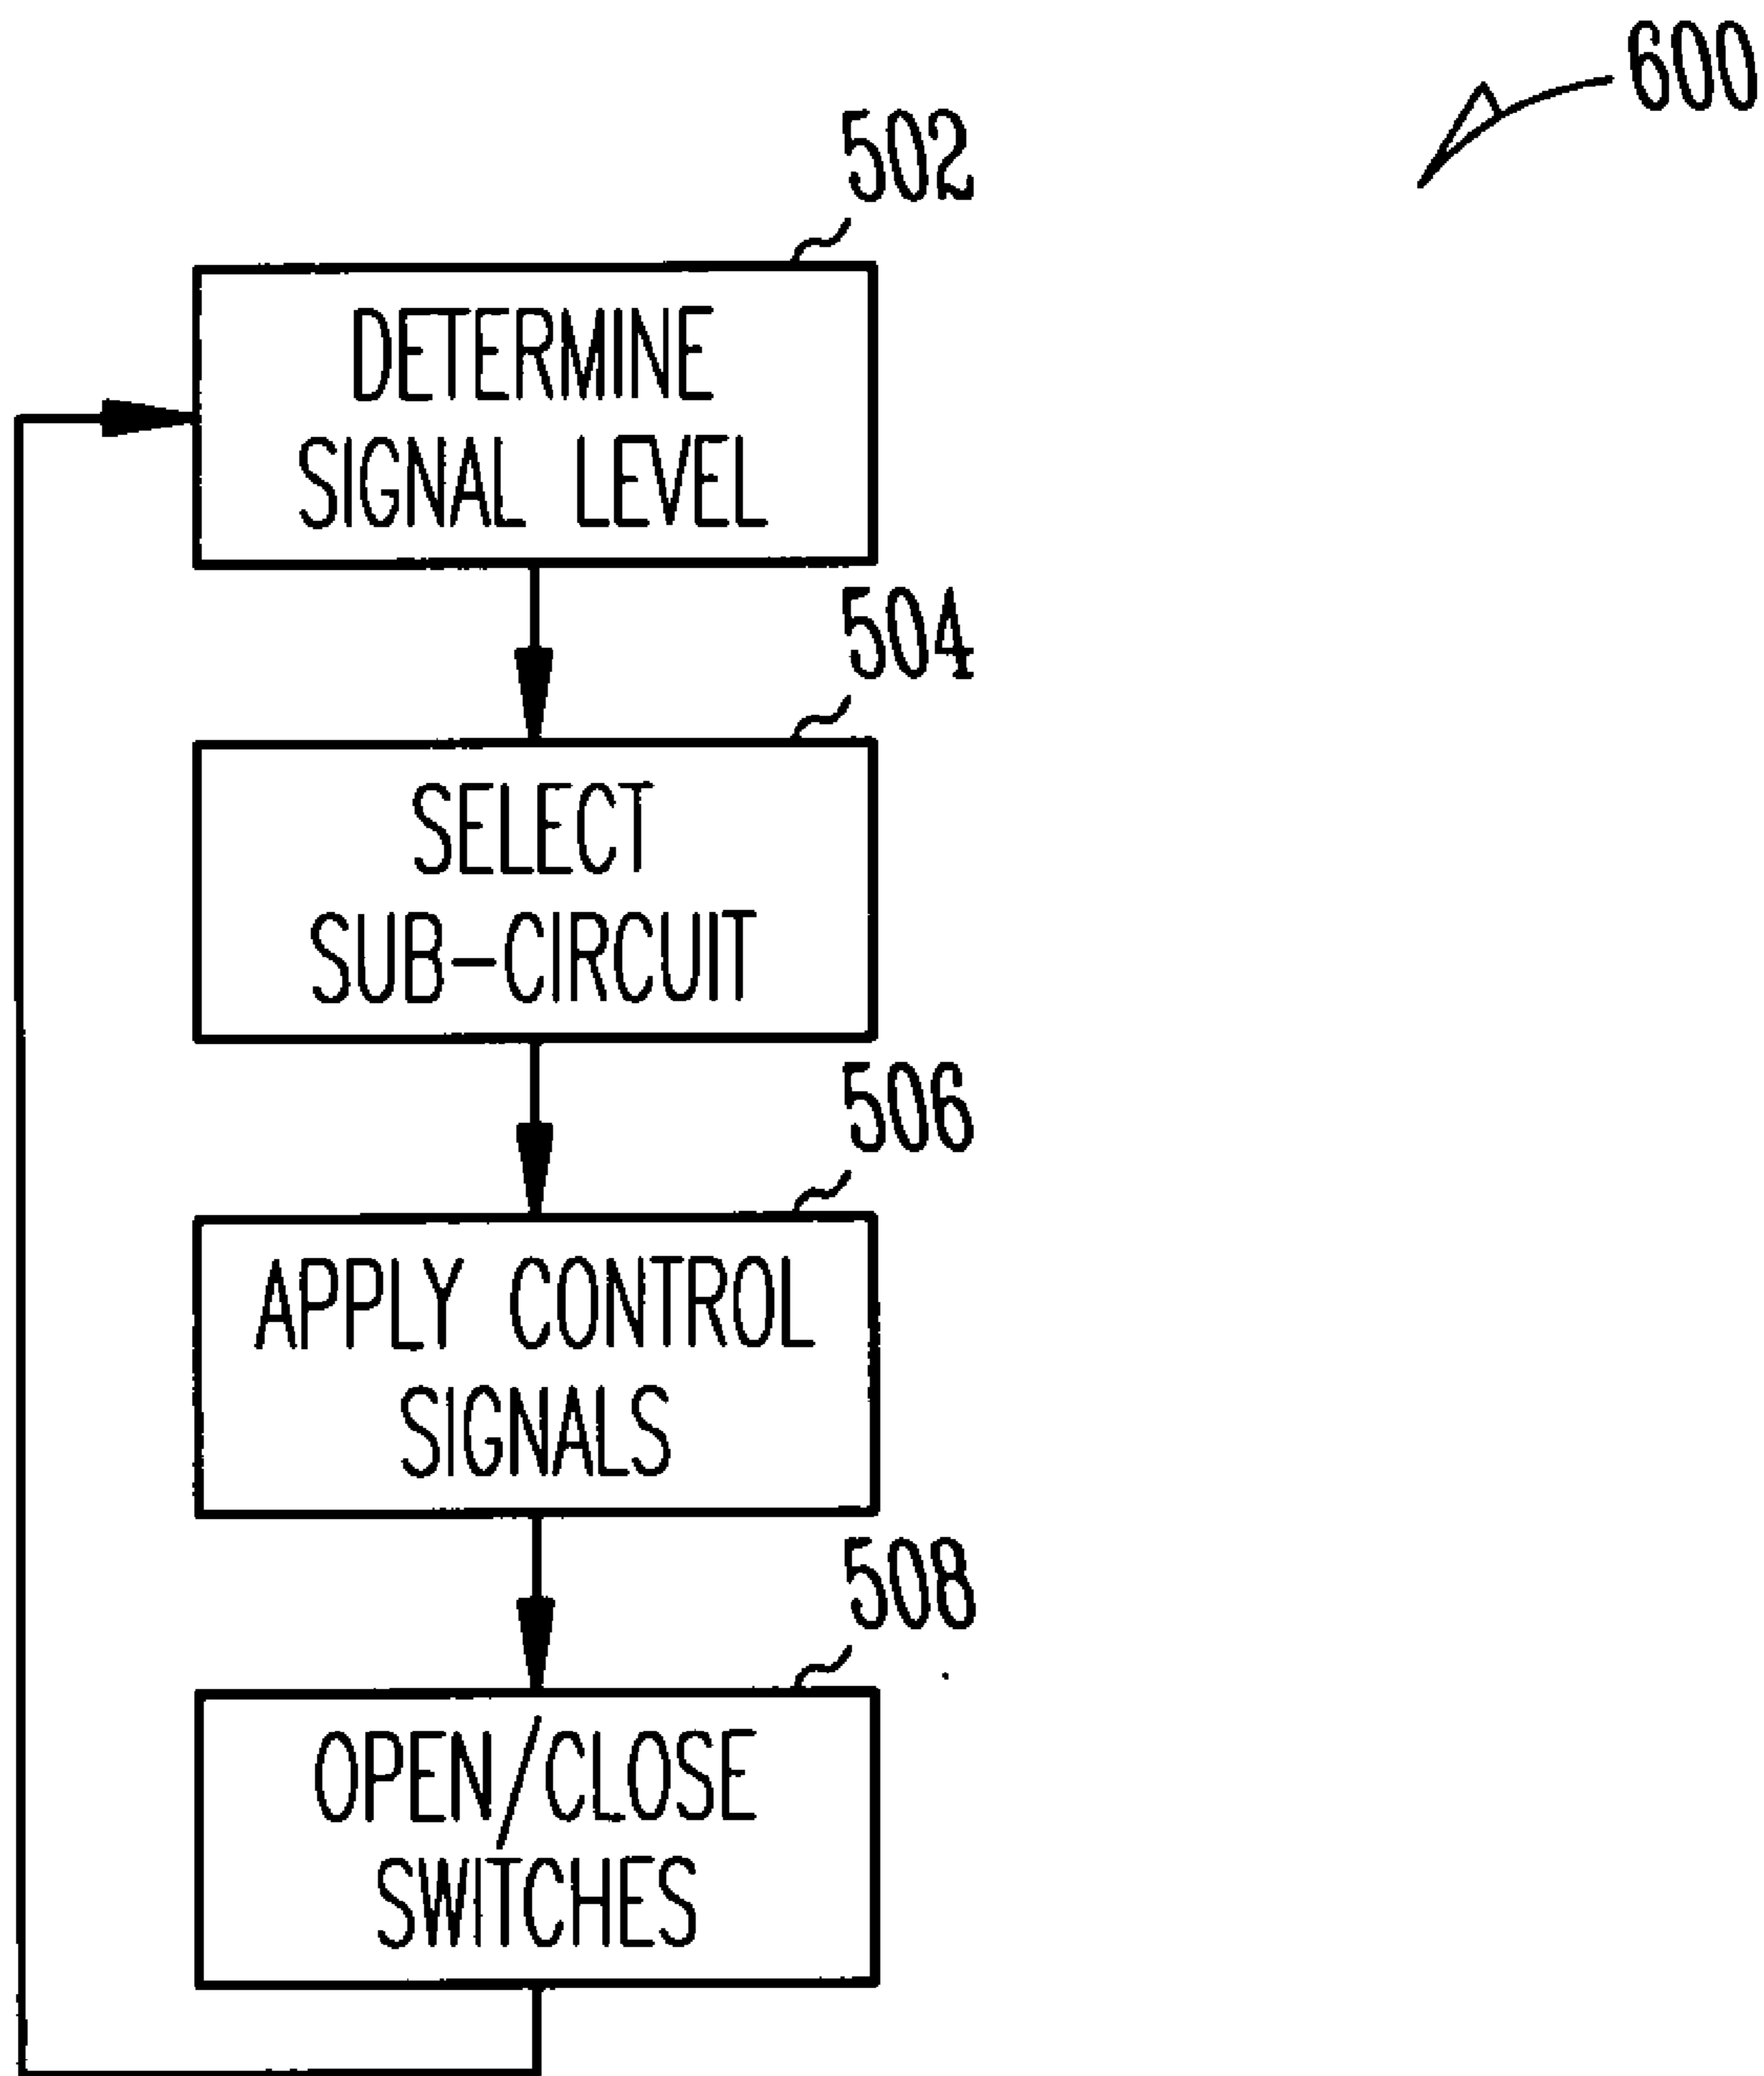 600
502
DETERMINE
SIGNAL LEVEL
504
SELECT
SUB-CIRCUIT
506
APPLY CONTROL
SIGNALS
508
OPEN/CLOSE
SWITCHES